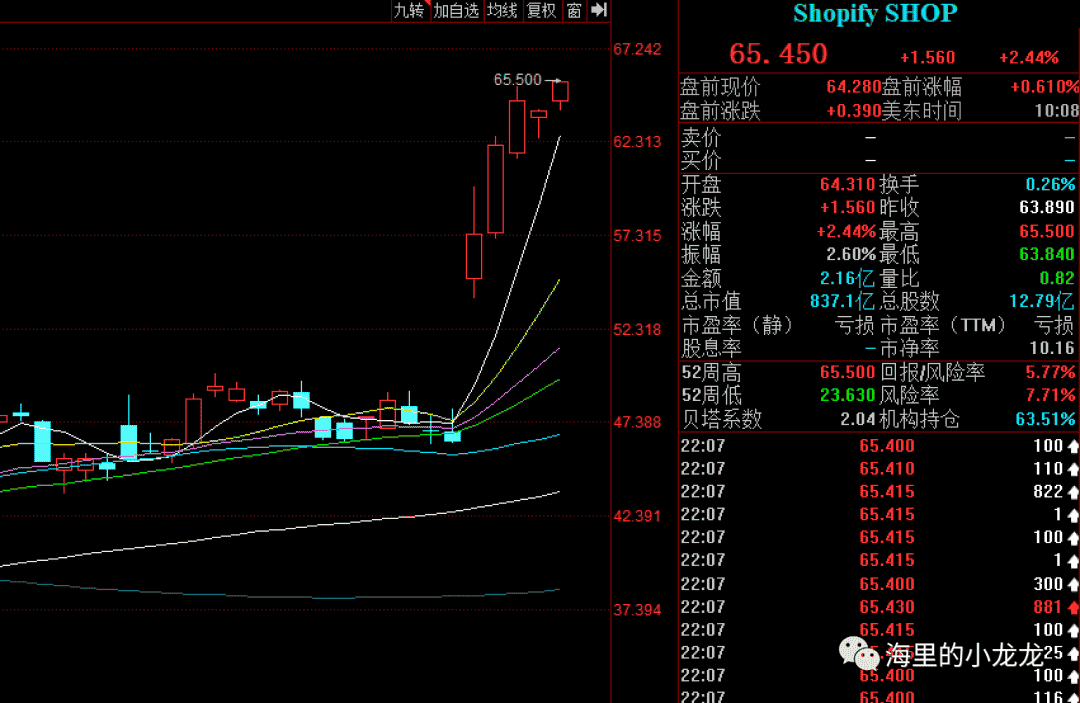 九转 加自选 均线 复权 窗
67.242
65.500
62.313
57.315
52.318
47.388
42.391
37.394
Shopify SHOP
65.450 +1.560 +2.44%
盘前现价 64.280 盘前涨幅 +0.610%
盘前涨跌 +0.390 美东时间 10:08
卖价 — —
买价 — —
开盘 64.310 换手 0.26%
涨跌 +1.560 昨收 63.890
涨幅 +2.44% 最高 65.500
振幅 2.60% 最低 63.840
金额 2.16亿 量比 0.82
总市值 837.1亿 总股数 12.79亿
市盈率（静） 亏损 市盈率（TTM） 亏损
股息率 — 市净率 10.16
52周高 65.500 回报/风险率 5.77%
52周低 23.630 风险率 7.71%
贝塔系数 2.04 机构持仓 63.51%
22:07 65.400 100
22:07 65.410 110
22:07 65.415 822
22:07 65.415 1
22:07 65.415 100
22:07 65.415 1
22:07 65.400 300
22:07 65.430 881
22:07 65.415 100
22:07 25
海里的小龙龙
22:07 65.400 100
22:07 65.400 116